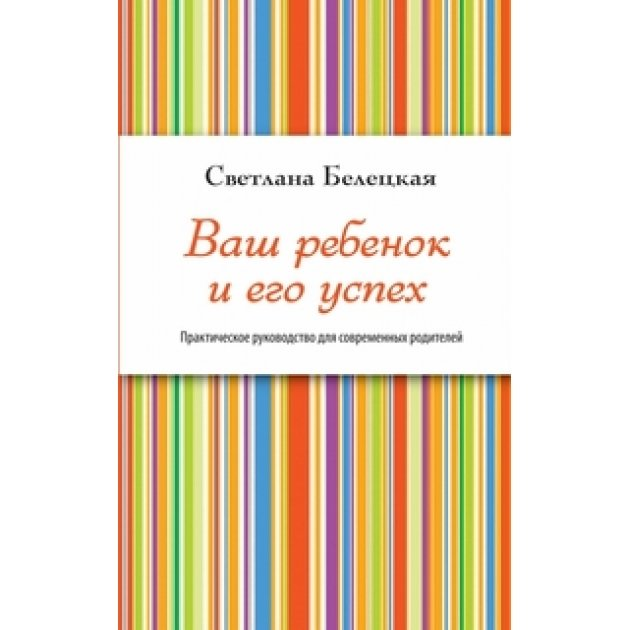 Светлана Белецкая
Ваш ребенок
и его успех
Практическое руководство для современных родителей